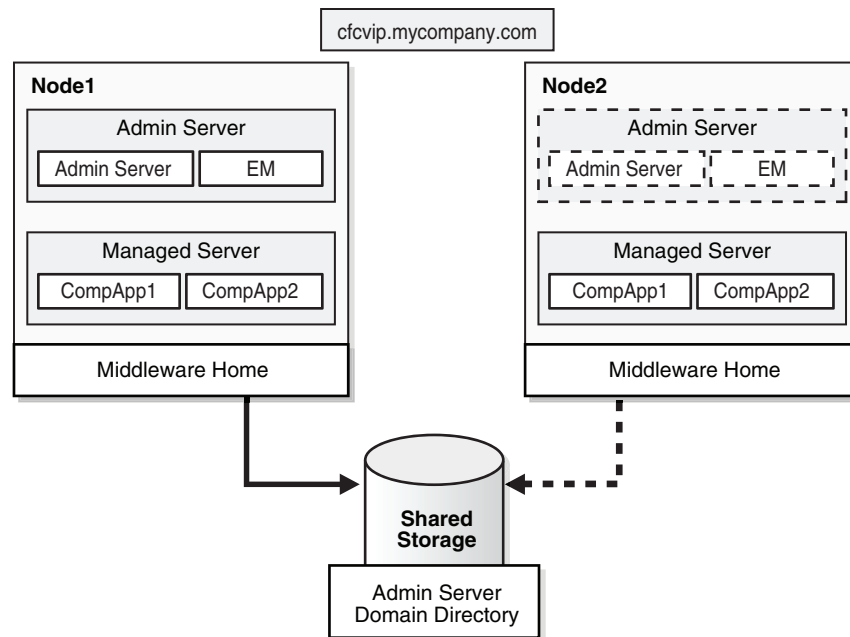 cfcvip.mycompany.com
Node1
Admin Server
Admin Server
EM
Managed Server
CompApp1
CompApp2
Middleware Home
Node2
Admin Server
Admin Server
EM
Managed Server
CompApp1
CompApp2
Middleware Home
Shared
Storage
Admin Server
Domain Directory